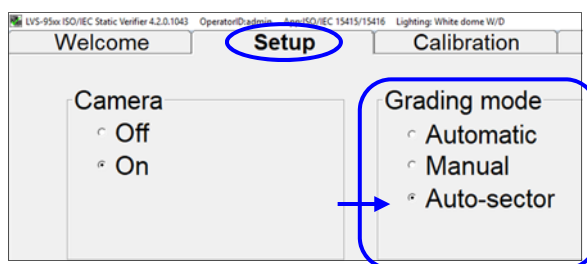 LVS-95xx ISO/IEC Static Verifier 4.2.0.1043 OperatorID:admin App:ISO/IEC 15415/15416 Lighting: White dome W/D
Welcome Setup Calibration
Camera
Off
On
Grading mode
Automatic
Manual
Auto-sector